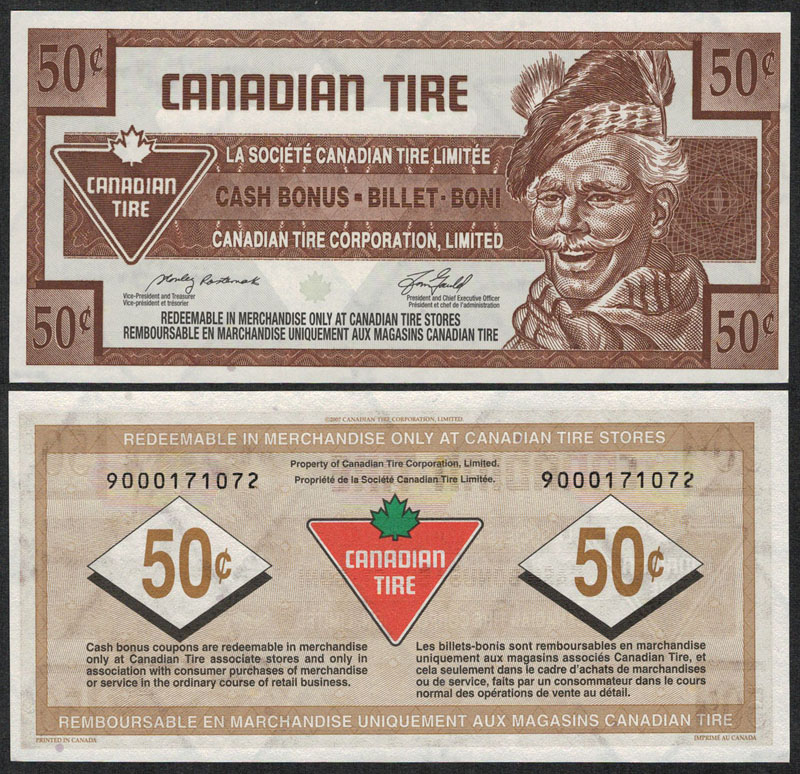 50¢
50¢
CANADIAN TIRE
LA SOCIÉTÉ CANADIAN TIRE LIMITÉE
CANADIAN
TIRE
CASH BONUS - BILLET - BONI
CANADIAN TIRE CORPORATION, LIMITED
Vice-President and Treasurer
Vice-président et trésorier
President and Chief Executive Officer
Président et chef de l'administration
50¢
50¢
REDEEMABLE IN MERCHANDISE ONLY AT CANADIAN TIRE STORES
REMBOURSABLE EN MARCHANDISE UNIQUEMENT AUX MAGASINS CANADIAN TIRE
©2007 CANADIAN TIRE CORPORATION, LIMITED.
REDEEMABLE IN MERCHANDISE ONLY AT CANADIAN TIRE STORES
Property of Canadian Tire Corporation, Limited.
Propriété de la Société Canadian Tire Limitée.
9000171072
9000171072
50¢
CANADIAN
TIRE
50¢
Cash bonus coupons are redeemable in merchandise
only at Canadian Tire associate stores and only in
association with consumer purchases of merchandise
or service in the ordinary course of retail business.
Les billets-bonis sont remboursables en marchandise
uniquement aux magasins associés Canadian Tire, et
cela seulement dans le cadre d'achats de marchandises
ou de service, faits par un consommateur dans le cours
normal des opérations de vente au détail.
REMBOURSABLE EN MARCHANDISE UNIQUEMENT AUX MAGASINS CANADIAN TIRE
PRINTED IN CANADA
IMPRIMÉ AU CANADA